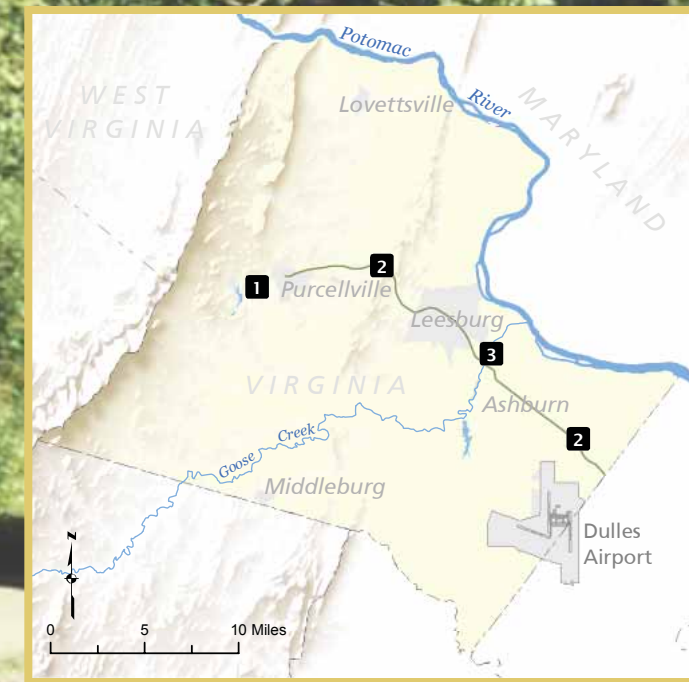 Potomac
River
WEST
VIRGINIA
Lovettsville
MARYLAND
1
2
Purcellville
Leesburg
3
VIRGINIA
Ashburn
Goose Creek
2
Middleburg
Dulles
Airport
N
0 5 10 Miles